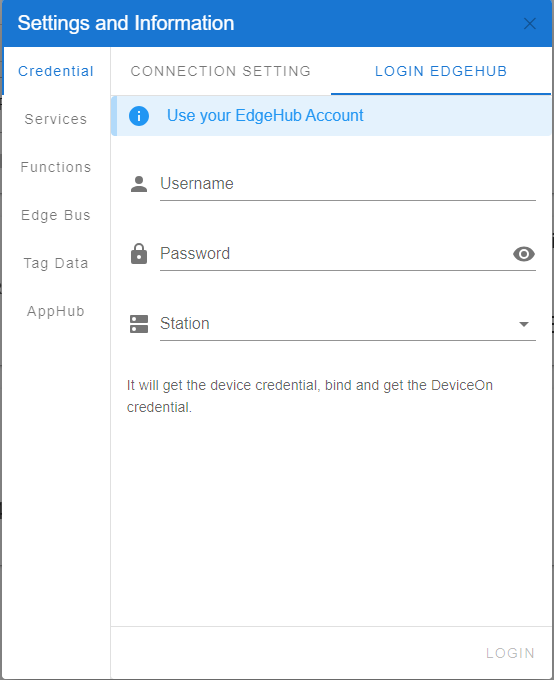 Settings and Information
Credential
Services
Functions
Edge Bus
Tag Data
AppHub
CONNECTION SETTING
LOGIN EDGEHUB
Use your EdgeHub Account
Username
Password
Station
It will get the device credential, bind and get the DeviceOn
credential.
LOGIN